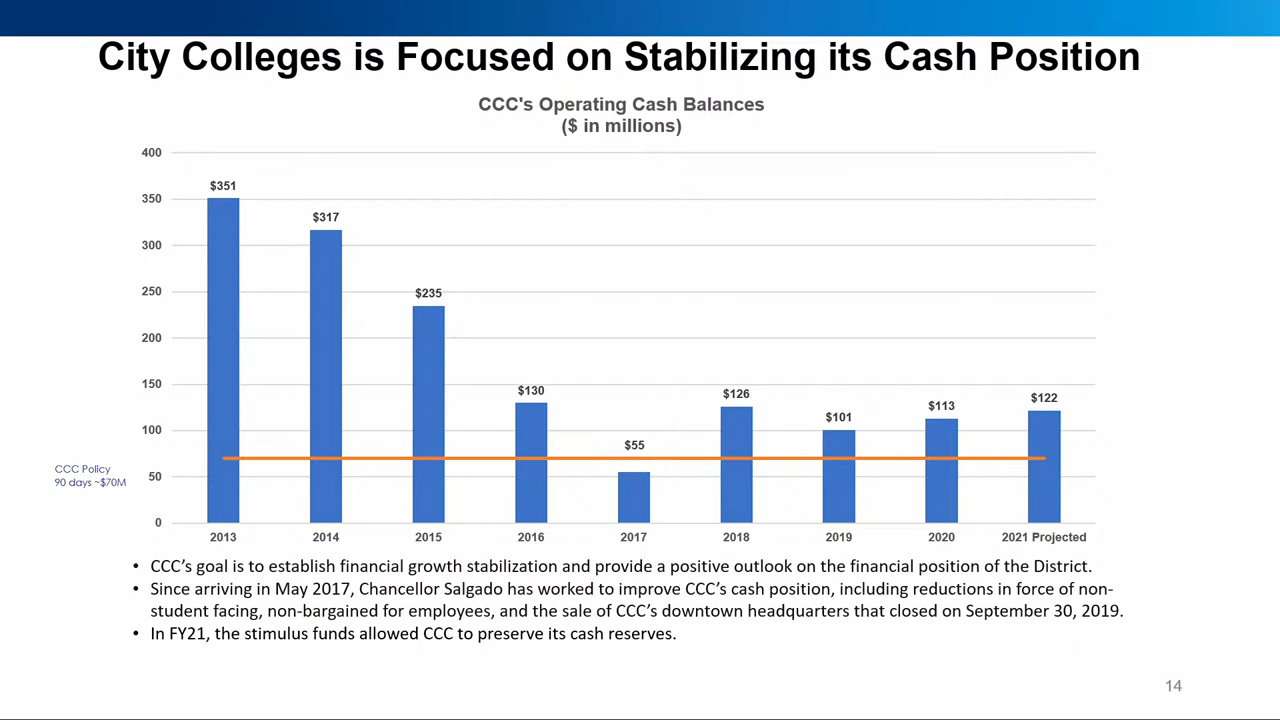 City Colleges is Focused on Stabilizing its Cash Position
CCC's Operating Cash Balances
($ in millions)
400
350
300
250
200
150
100
50
0
$351
$317
$235
$130
$55
$126
$101
$113
$122
CCC Policy
90 days ~$70M
2013
2014
2015
2016
2017
2018
2019
2020
2021 Projected
• CCC’s goal is to establish financial growth stabilization and provide a positive outlook on the financial position of the District.
• Since arriving in May 2017, Chancellor Salgado has worked to improve CCC’s cash position, including reductions in force of non-
student facing, non-bargained for employees, and the sale of CCC’s downtown headquarters that closed on September 30, 2019.
• In FY21, the stimulus funds allowed CCC to preserve its cash reserves.
14